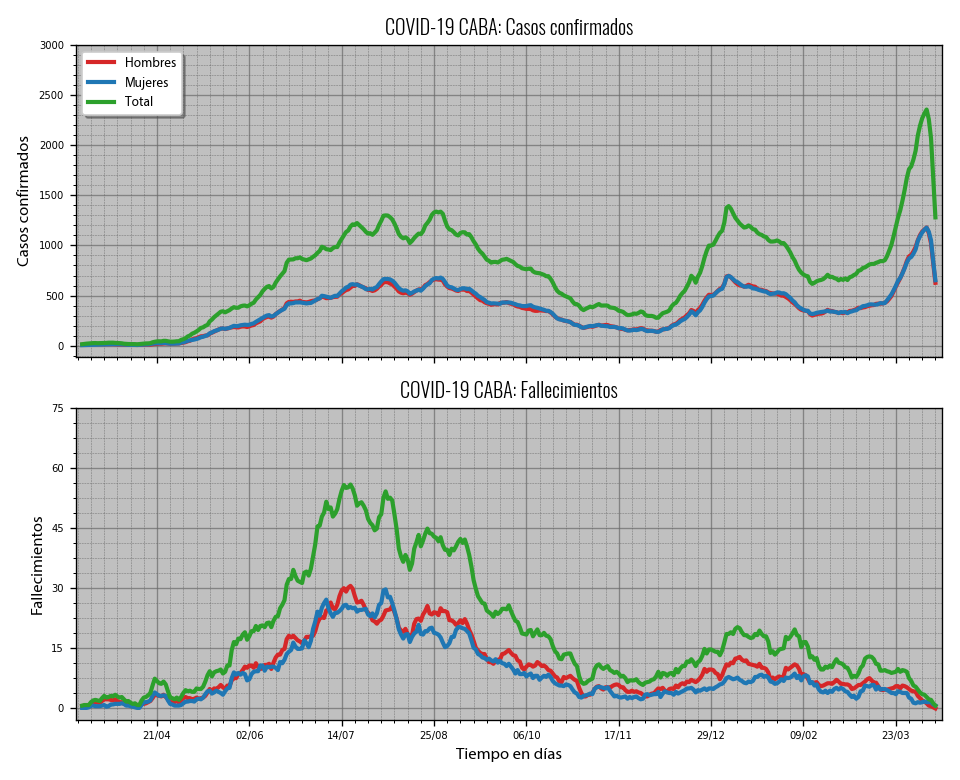 COVID-19 CABA: Casos confirmados
3000
2500
2000
1500
1000
500
0
Casos confirmados
Hombres
Mujeres
Total
COVID-19 CABA: Fallecimientos
75
60
45
30
15
0
Fallecimientos
21/04 02/06 14/07 25/08 06/10 17/11 29/12 09/02 23/03
Tiempo en días